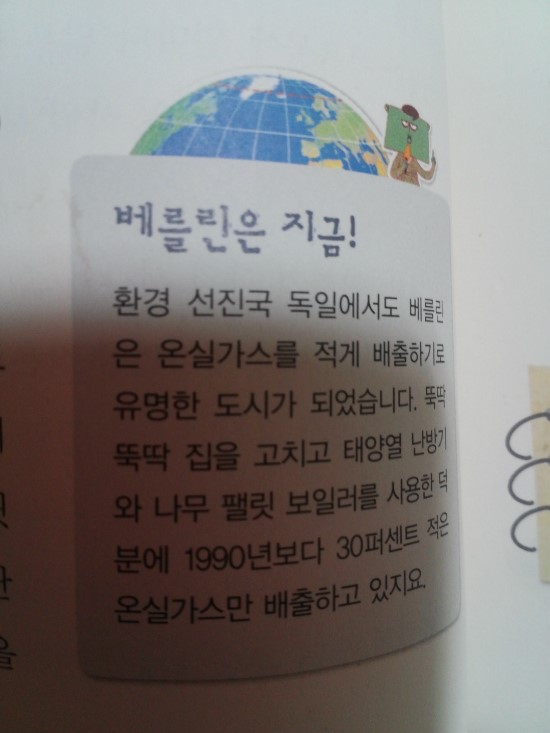 베를린은 지금!
환경 선진국 독일에서도 베를린
은 온실가스를 적게 배출하기로
유명한 도시가 되었습니다. 뚝딱
뚝딱 집을 고치고 태양열 난방기
와 나무 팰릿 보일러를 사용한 덕
분에 1990년보다 30퍼센트 적은
온실가스만 배출하고 있지요.
을